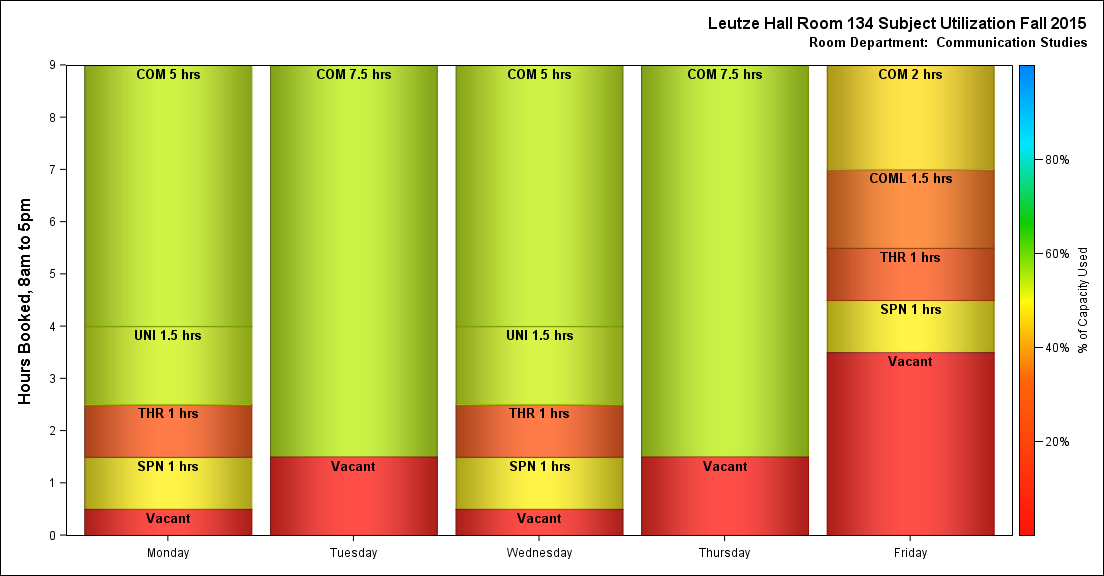 Leutze Hall Room 134 Subject Utilization Fall 2015
Room Department:  Communication Studies
Hours Booked, 8am to 5pm
9
8
7
6
5
4
3
2
1
0
COM 5 hrs
UNI 1.5 hrs
THR 1 hrs
SPN 1 hrs
Vacant
COM 7.5 hrs
Vacant
COM 5 hrs
UNI 1.5 hrs
THR 1 hrs
SPN 1 hrs
Vacant
COM 7.5 hrs
Vacant
COM 2 hrs
COML 1.5 hrs
THR 1 hrs
SPN 1 hrs
Vacant
Monday
Tuesday
Wednesday
Thursday
Friday
80%
60%
40%
20%
% of Capacity Used